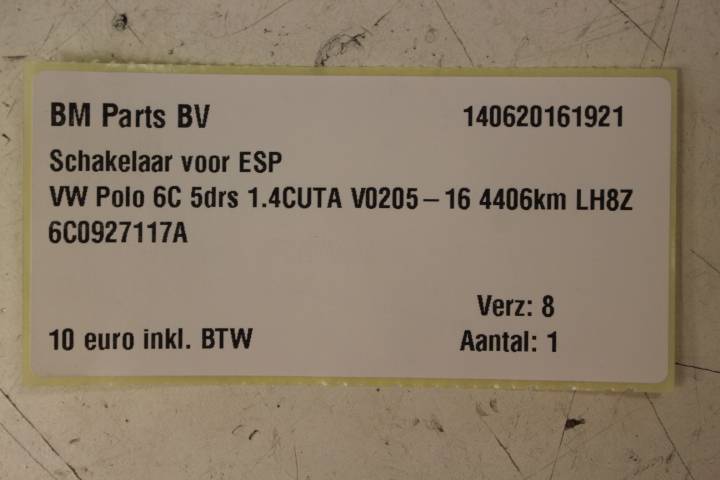 BM Parts BV 140620161921
Schakelaar voor ESP
VW Polo 6C 5drs 1.4CUTA V0205-16 4406km LH8Z
6C0927117A
Verz: 8
10 euro inkl. BTW Aantal: 1